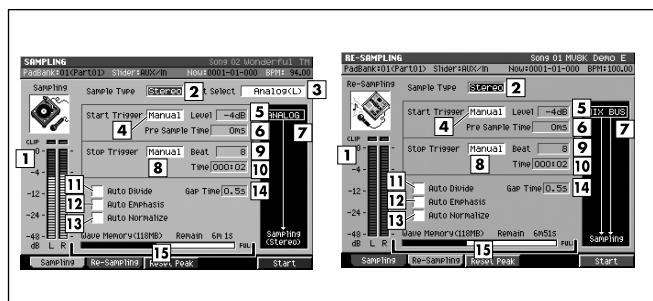 SAMPLING
Song 02 Wonderful TM
PadBank:01(Part01) Slider:AUX/In Now:0001-01-000 BPM: 94.00
Sampling
Sample Type Stereo 2 t Select Analog(L) 3
Start Trigger Manual Level -4dB 5 ANALOG
4 Pre Sample Time 0ms 6 7
CLIP
1 0
Stop Trigger Manual Beat 8 9
8 Time 000:02 10
-4
11 Auto Divide Gap Time 0.5s 14
-12
12 Auto Emphasis
13 Auto Normalize
-24
-48
dB L R
Wave Memory(118MB) Remain 6m 1s
15 FULL
Sampling
(Stereo)
Sampling Re-Sampling Reset Peak Start
RE-SAMPLING
Song 01 MV8K Demo E
PadBank:01(Part01) Slider:AUX/In Now:0001-01-000 BPM:100.00
Re-Sampling
Sample Type Stereo 2
Start Trigger Manual Level -4dB 5 MIX BUS
4 Pre Sample Time 0ms 6 7
CLIP
1 0
Stop Trigger Manual Beat 8 9
8 Time 000:02 10
-4
11 Auto Divide Gap Time 0.5s 14
-12
12 Auto Emphasis
13 Auto Normalize
-24
-48
dB L R
Wave Memory(118MB) Remain 6m51s
15 FULL
Sampling
Sampling Re-Sampling Reset Peak Start